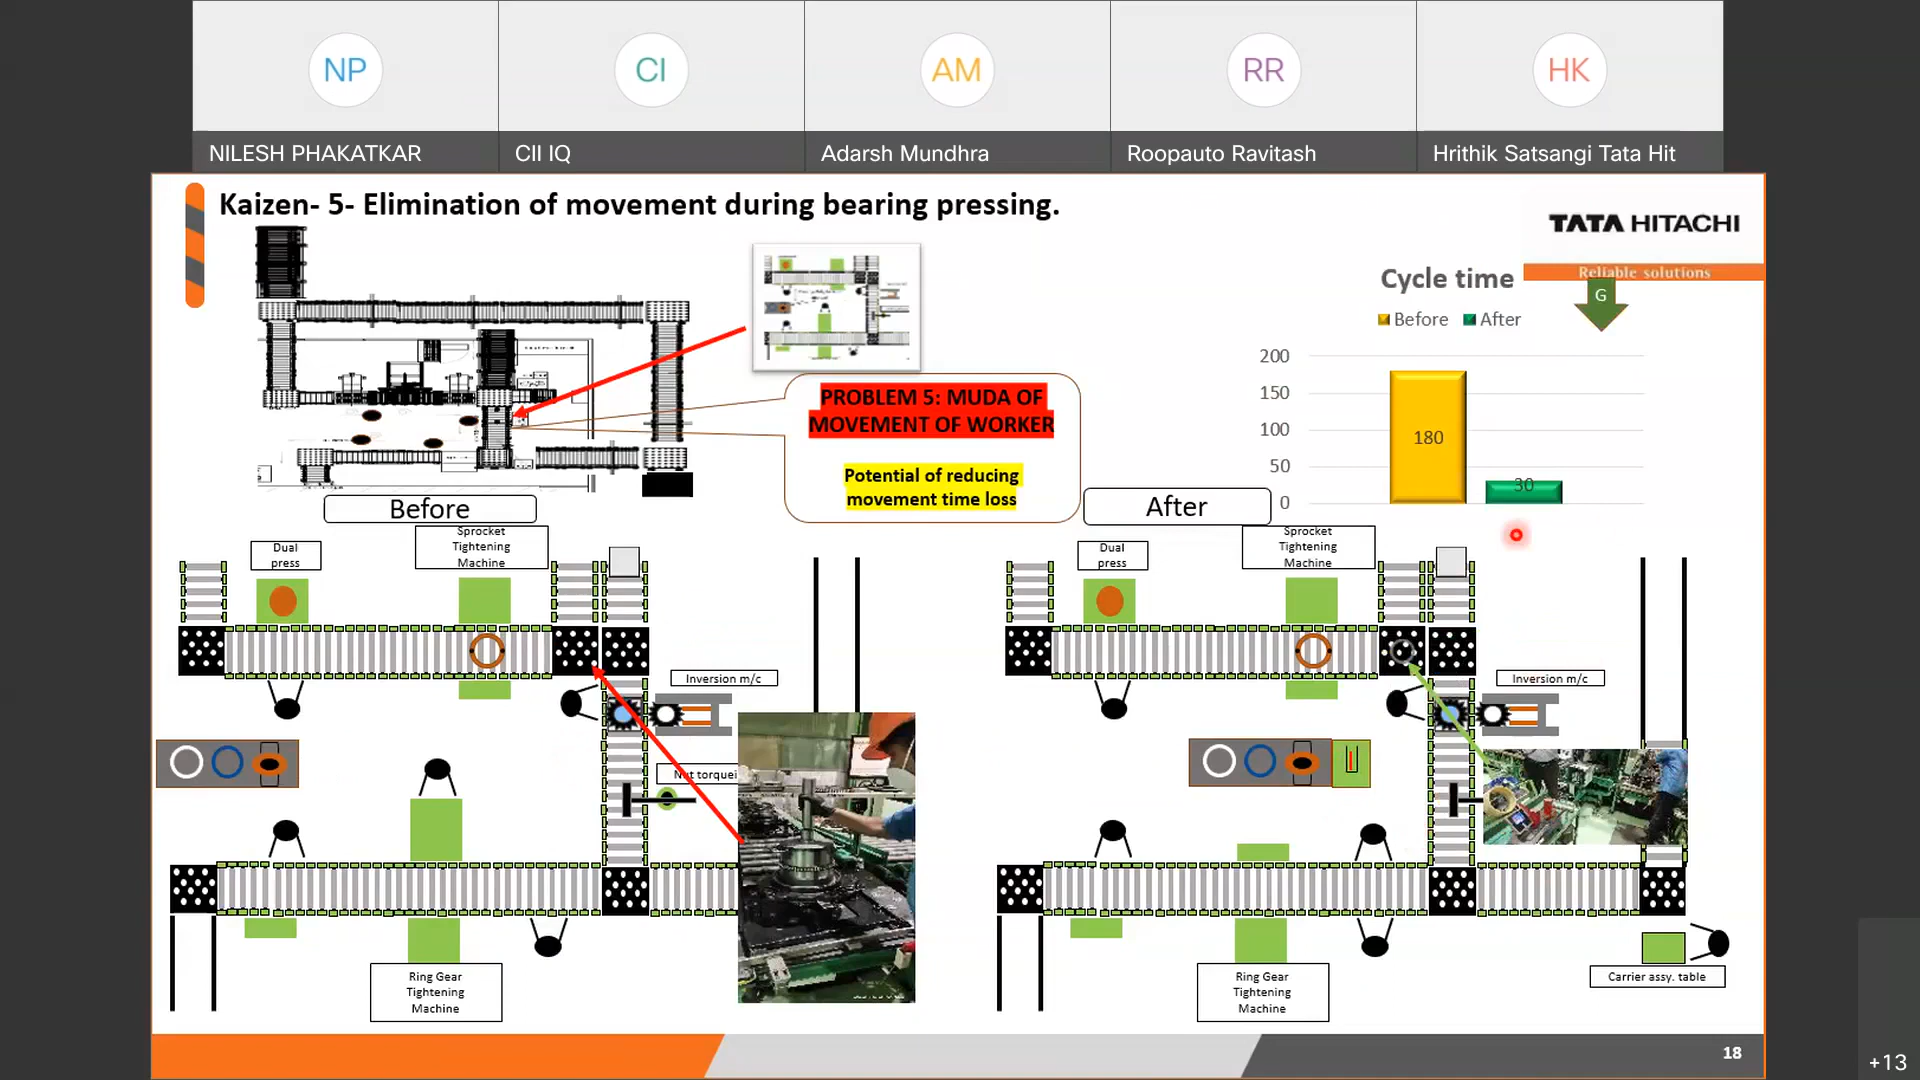 NP
CI
AM
RR
HK
NILESH PHAKATKAR
CII IQ
Adarsh Mundhra
Roopauto Ravitash
Hrithik Satsangi Tata Hit
Kaizen- 5- Elimination of movement during bearing pressing.
TATA HITACHI
Reliable solutions
Cycle time
G
Before
After
200
150
100
50
0
180
30
PROBLEM 5: MUDA OF
MOVEMENT OF WORKER
Potential of reducing
movement time loss
Before
After
Dual
press
Sprocket
Tightening
Machine
Inversion m/c
Nut torquei
Ring Gear
Tightening
Machine
Dual
press
Sprocket
Tightening
Machine
Inversion m/c
Ring Gear
Tightening
Machine
Carrier assy. table
18
+13